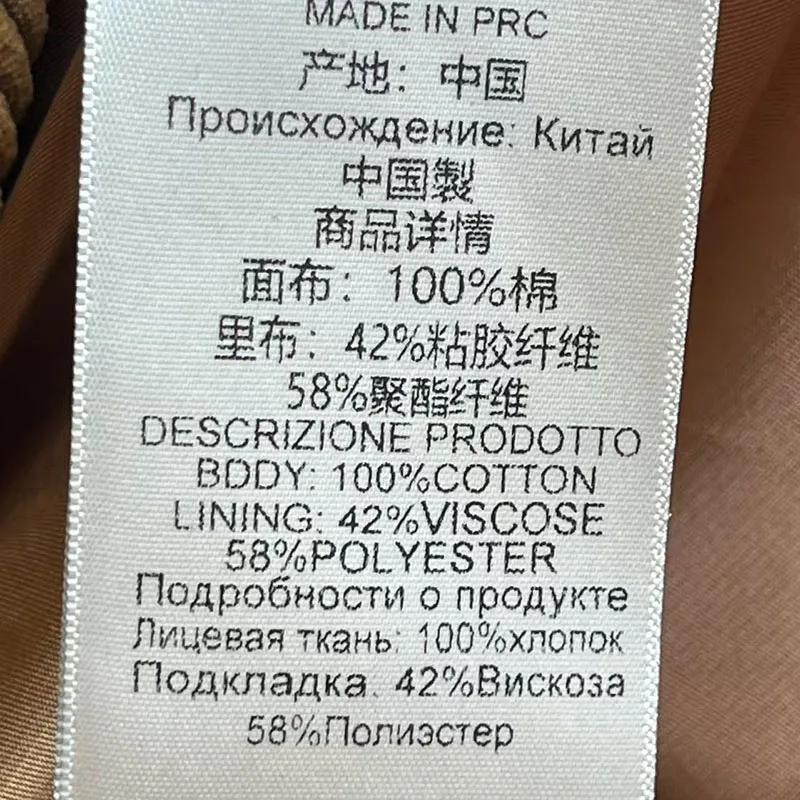 MADE IN PRC
产地：中国
Происхождение: Китай
中国製
商品详情
面布：100%棉
里布：42%粘胶纤维
58%聚酯纤维
DESCRIZIONE PRODOTTO
BODY: 100%COTTON
LINING: 42%VISCOSE
58%POLYESTER
Подробности о продукте
Лицевая ткань: 100%хлопок
Подкладка. 42%Вискоза
58%Полиэстер